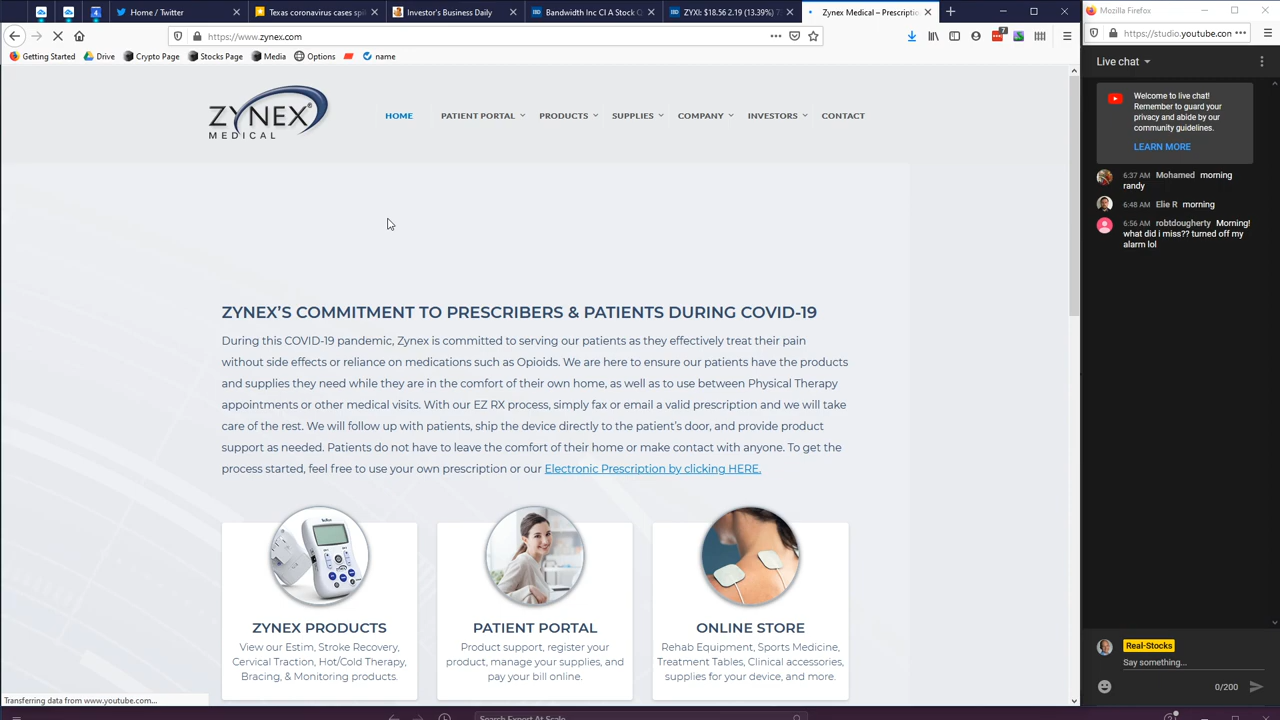 Home / Twitter
Texas coronavirus cases spi
Investor's Business Daily
Bandwidth Inc Cl A Stock Q
ZYXI: $18.56 2.19 (13.39%)
Zynex Medical – Prescriptio
Mozilla Firefox
https://www.zynex.com
https://studio.youtube.con
Getting Started
Drive
Crypto Page
Stocks Page
Media
Options
name
Live chat
ZYNEX®
MEDICAL
HOME
PATIENT PORTAL
PRODUCTS
SUPPLIES
COMPANY
INVESTORS
CONTACT
Welcome to live chat!
Remember to guard your
privacy and abide by our
community guidelines.
LEARN MORE
6:37 AM Mohamed morning
randy
6:48 AM Elie R morning
6:56 AM robtdougherty Morning!
what did i miss?? turned off my
alarm lol
ZYNEX'S COMMITMENT TO PRESCRIBERS & PATIENTS DURING COVID-19
During this COVID-19 pandemic, Zynex is committed to serving our patients as they effectively treat their pain
without side effects or reliance on medications such as Opioids. We are here to ensure our patients have the products
and supplies they need while they are in the comfort of their own home, as well as to use between Physical Therapy
appointments or other medical visits. With our EZ RX process, simply fax or email a valid prescription and we will take
care of the rest. We will follow up with patients, ship the device directly to the patient's door, and provide product
support as needed. Patients do not have to leave the comfort of their home or make contact with anyone. To get the
process started, feel free to use your own prescription or our Electronic Prescription by clicking HERE.
ZYNEX PRODUCTS
View our Estim, Stroke Recovery,
Cervical Traction, Hot/Cold Therapy,
Bracing, & Monitoring products.
PATIENT PORTAL
Product support, register your
product, manage your supplies, and
pay your bill online.
ONLINE STORE
Rehab Equipment, Sports Medicine,
Treatment Tables, Clinical accessories,
supplies for your device, and more.
Real-Stocks
Say something...
0/200
Transferring data from www.youtube.com...
Search Expert At Scale